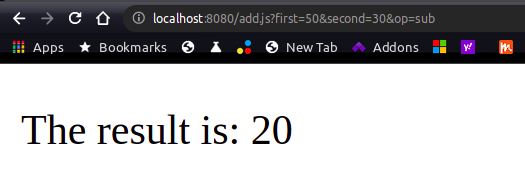 localhost:8080/add.js?first=50&second=30&op=sub
Apps Bookmarks New Tab Addons
The result is: 20